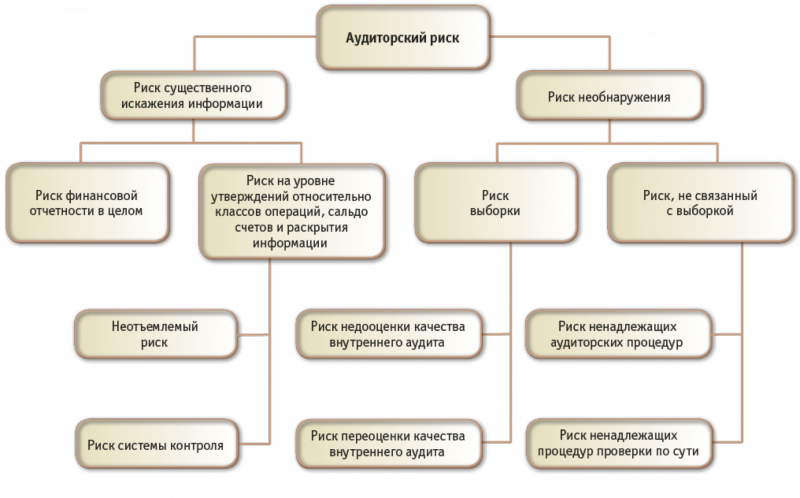 Аудиторский риск
Риск существенного
искажения информации
Риск необнаружения
Риск финансовой
отчетности в целом
Риск на уровне
утверждений относительно
классов операций, сальдо
счетов и раскрытия
информации
Риск
выборки
Риск, не связанный
с выборкой
Неотъемлемый
риск
Риск недооценки качества
внутреннего аудита
Риск ненадлежащих
аудиторских процедур
Риск системы контроля
Риск переоценки качества
внутреннего аудита
Риск ненадлежащих
процедур проверки по сути